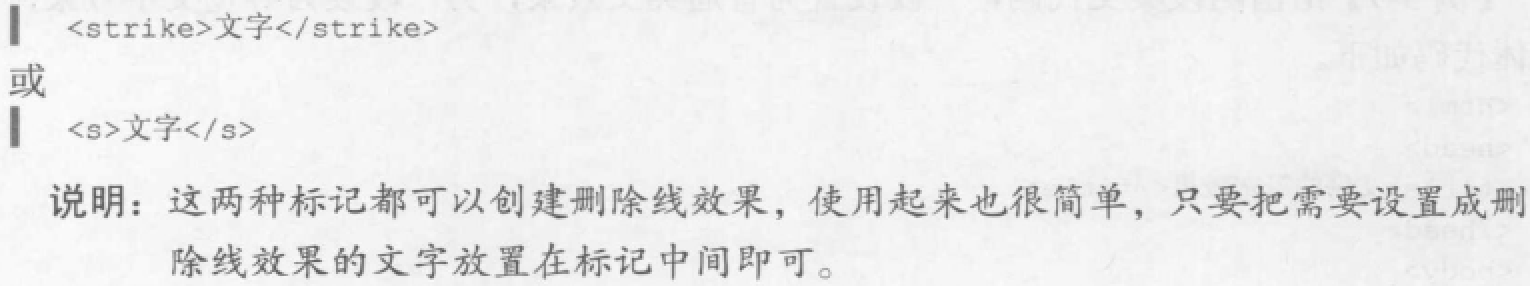 <strike>文字</strike>
或
<s>文字</s>
说明：这两种标记都可以创建删除线效果，使用起来也很简单，只要把需要设置成删
除线效果的文字放置在标记中间即可。